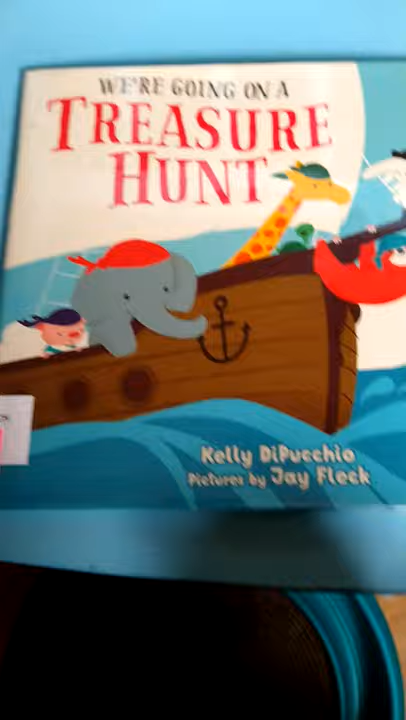 WE'RE GOING ON A
TREASURE
HUNT
Kelly DiPucchio
Pictures by Jay Fleck